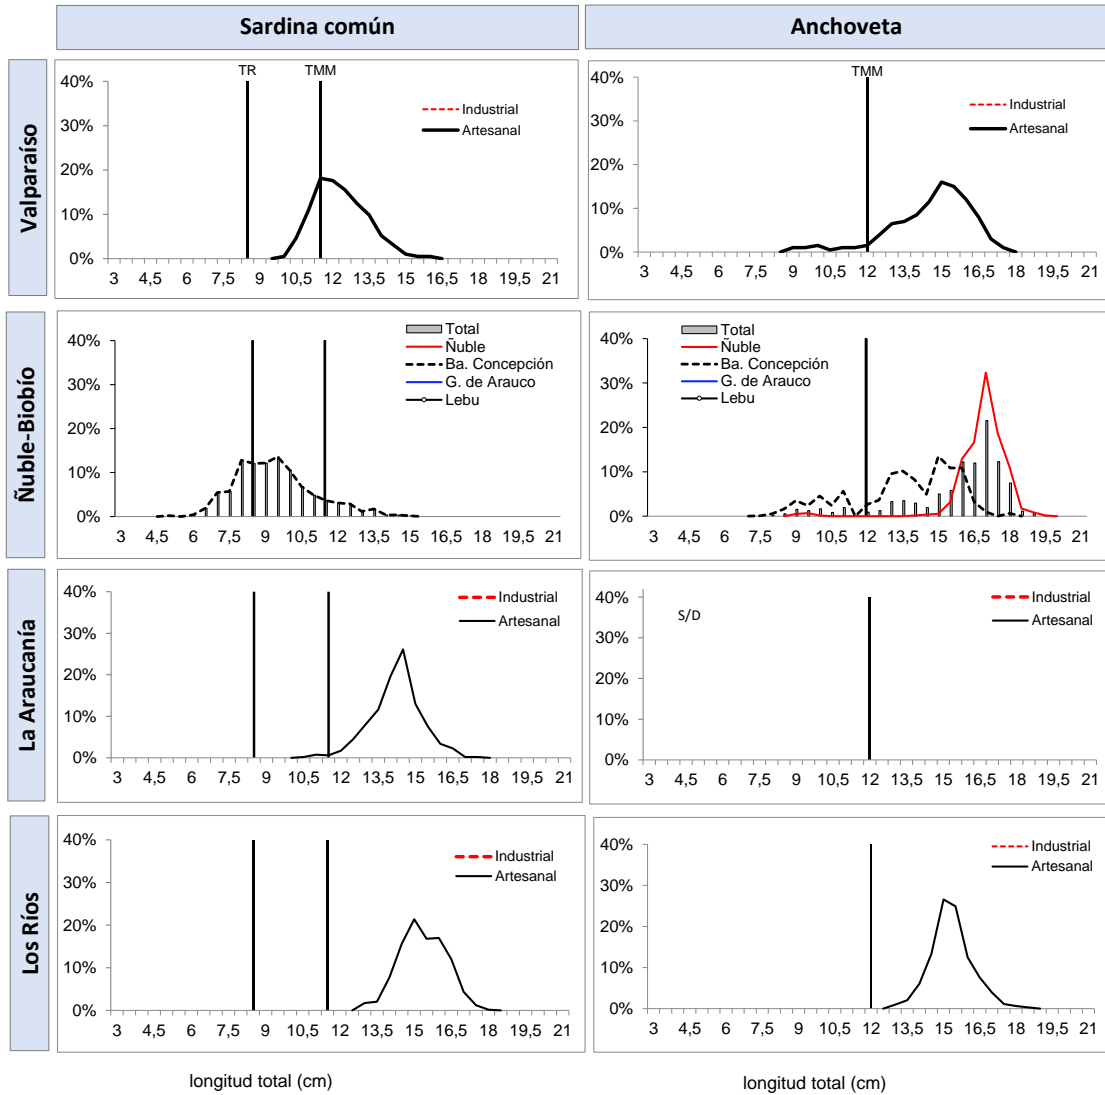 Sardina común
Anchoveta
Valparaíso
TR
TMM
40%
30%
20%
10%
0%
Industrial
Artesanal
3 4,5 6 7,5 9 10,5 12 13,5 15 16,5 18 19,5 21
TMM
40%
30%
20%
10%
0%
Industrial
Artesanal
3 4,5 6 7,5 9 10,5 12 13,5 15 16,5 18 19,5 21
Ñuble-Biobío
40%
30%
20%
10%
0%
Total
Ñuble
Ba. Concepción
G. de Arauco
Lebu
3 4,5 6 7,5 9 10,5 12 13,5 15 16,5 18 19,5 21
40%
30%
20%
10%
0%
Total
Ñuble
Ba. Concepción
G. de Arauco
Lebu
3 4,5 6 7,5 9 10,5 12 13,5 15 16,5 18 19,5 21
La Araucanía
40%
30%
20%
10%
0%
Industrial
Artesanal
3 4,5 6 7,5 9 10,5 12 13,5 15 16,5 18 19,5 21
40%
30%
20%
10%
0%
S/D
Industrial
Artesanal
3 4,5 6 7,5 9 10,5 12 13,5 15 16,5 18 19,5 21
Los Ríos
40%
30%
20%
10%
0%
Industrial
Artesanal
3 4,5 6 7,5 9 10,5 12 13,5 15 16,5 18 19,5 21
40%
30%
20%
10%
0%
Industrial
Artesanal
3 4,5 6 7,5 9 10,5 12 13,5 15 16,5 18 19,5 21
longitud total (cm)
longitud total (cm)